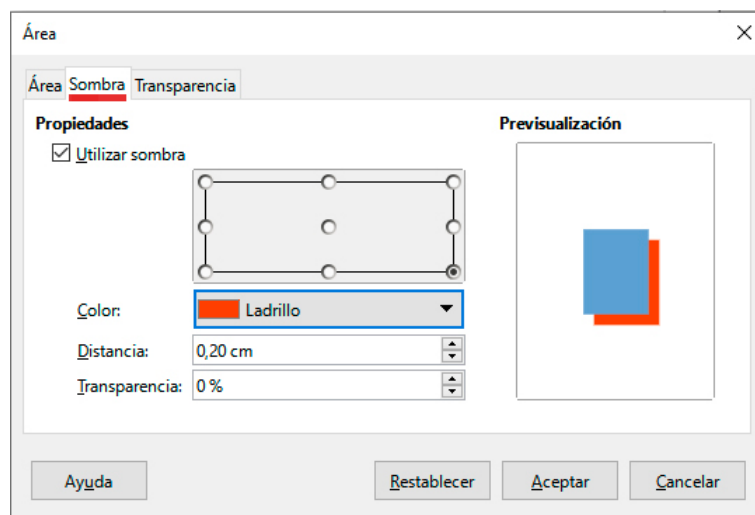 Área
Área Sombra Transparencia
Propiedades
Previsualización
Utilizar sombra
Color: Ladrillo
Distancia: 0,20 cm
Transparencia: 0 %
Ayuda Restablecer Aceptar Cancelar